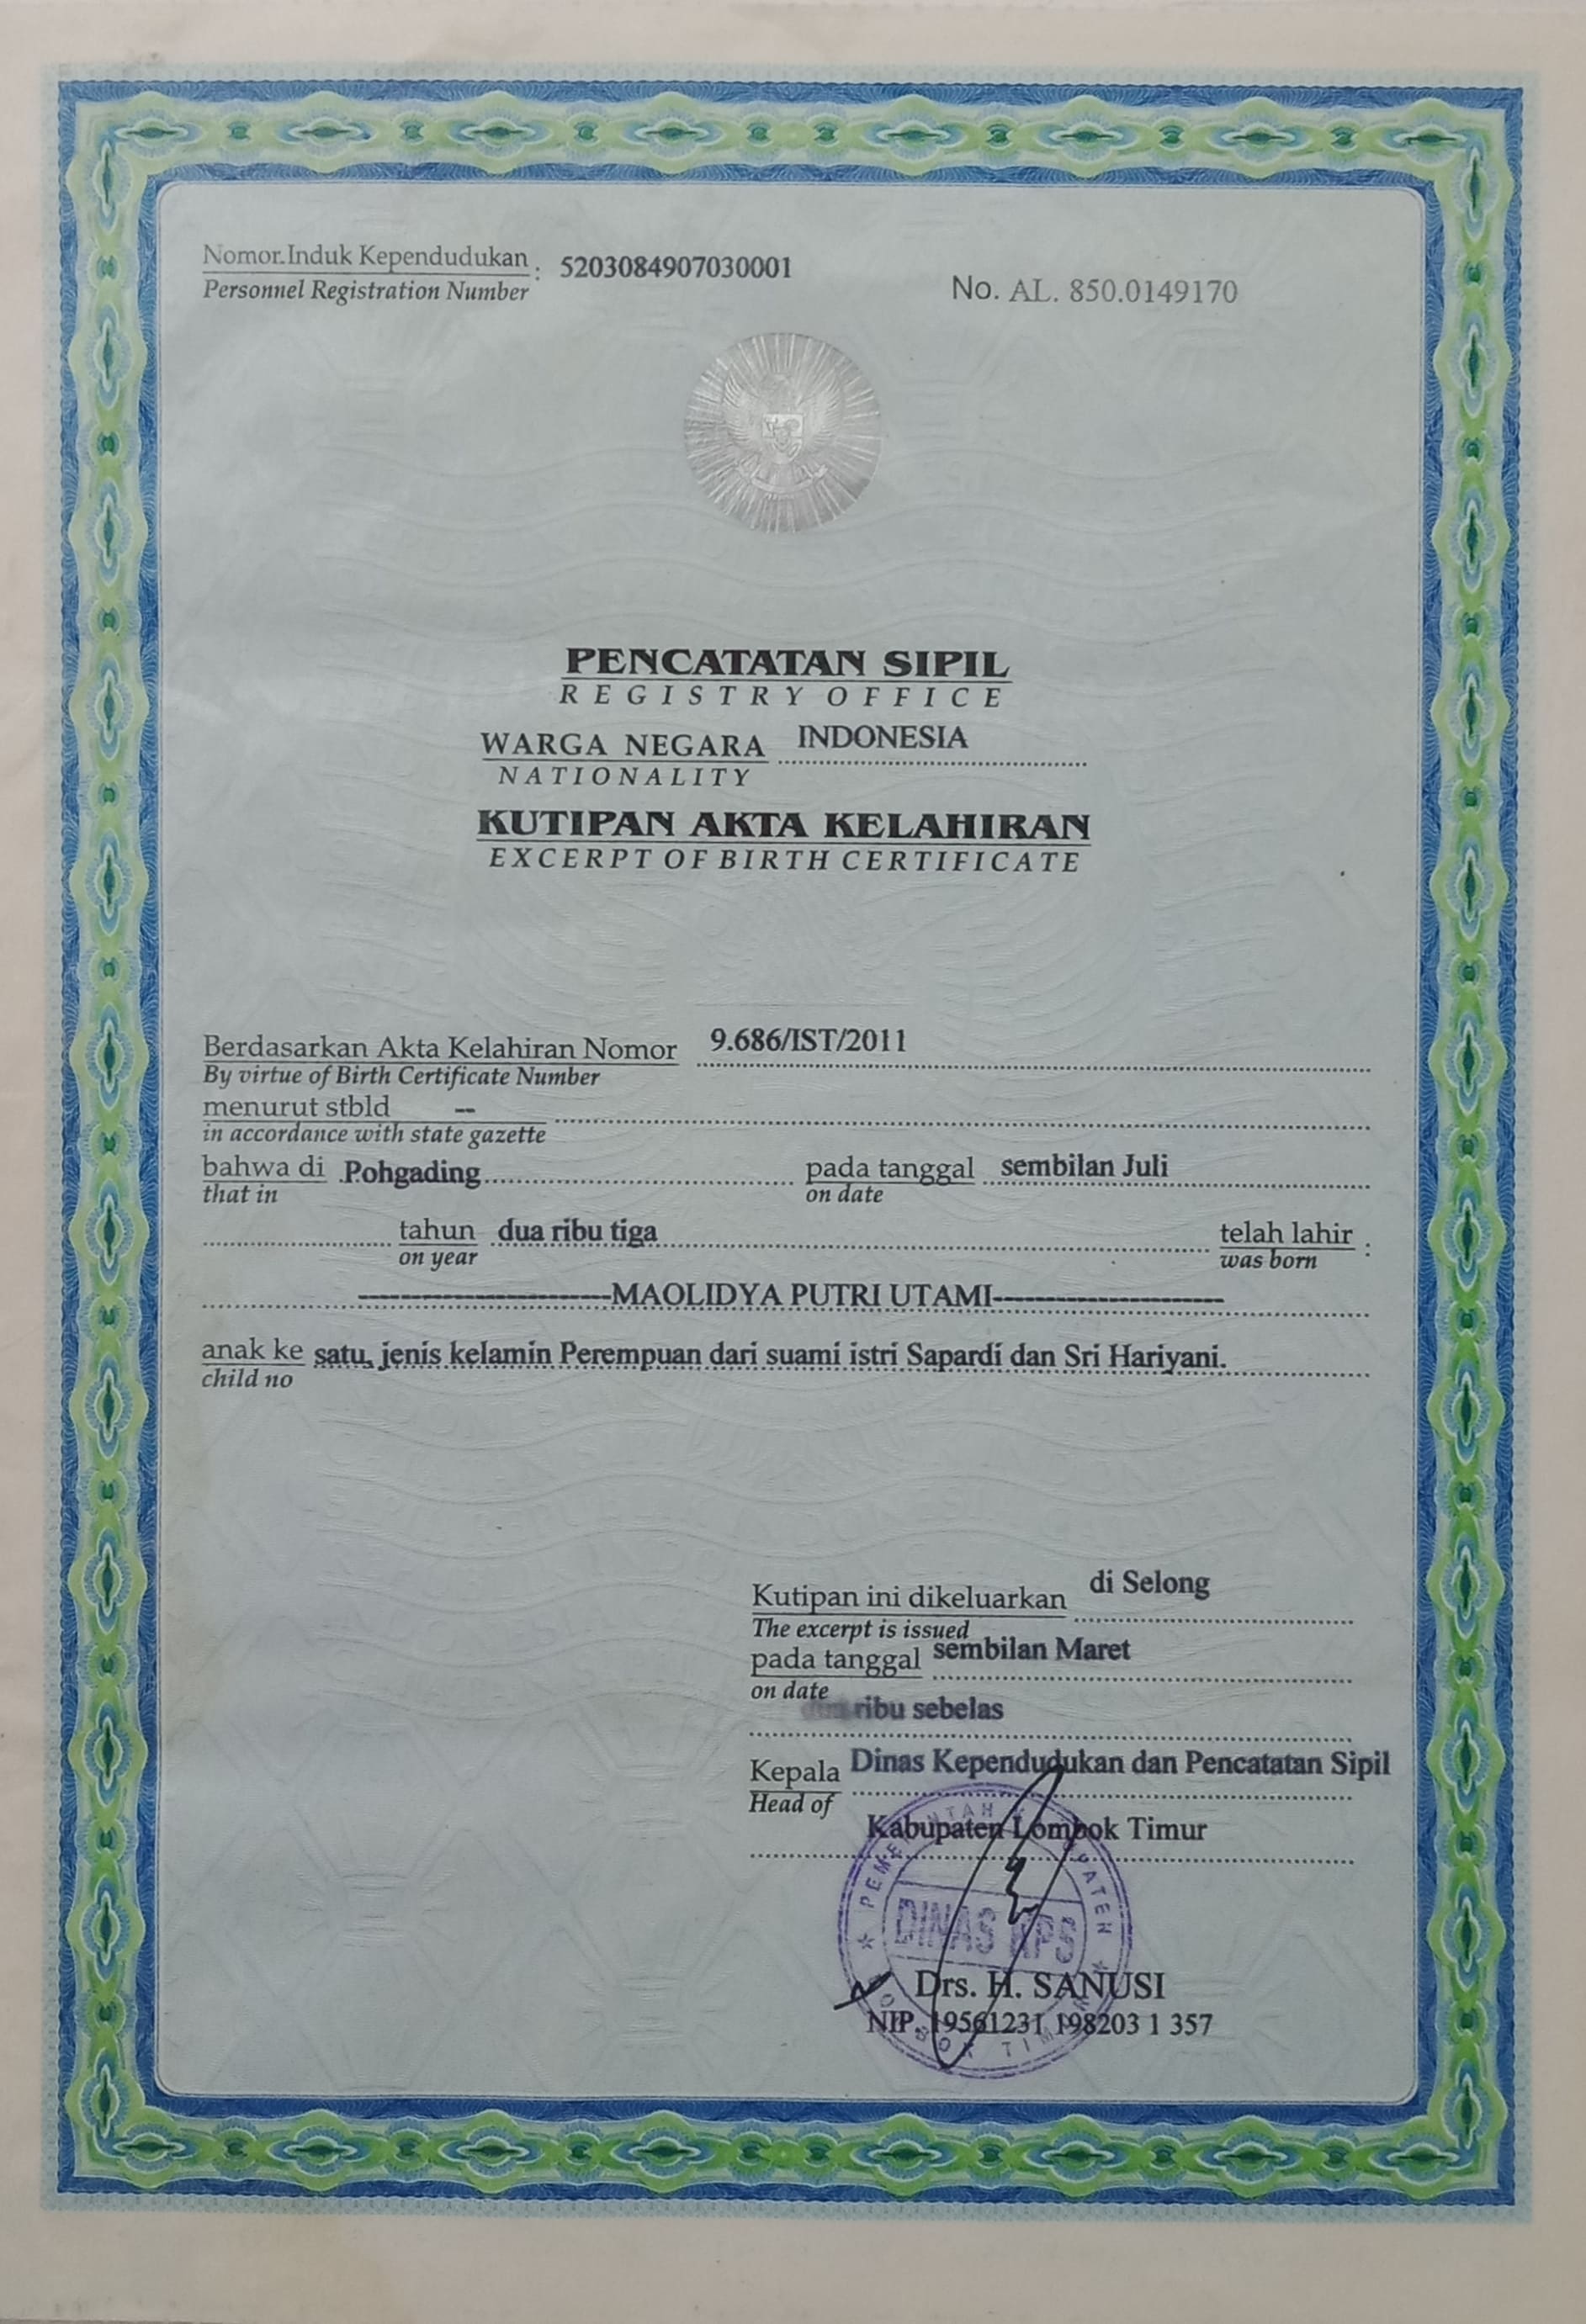 Nomor Induk Kependudukan : 5203084907030001
Personnel Registration Number
No. AL. 850.0149170
PENCATATAN SIPIL
REGISTRY OFFICE
WARGA NEGARA INDONESIA
NATIONALITY
KUTIPAN AKTA KELAHIRAN
EXCERPT OF BIRTH CERTIFICATE
Berdasarkan Akta Kelahiran Nomor 9.686/IST/2011
By virtue of Birth Certificate Number
menurut stbld --
in accordance with state gazette
bahwa di Pohgading pada tanggal sembilan Juli
that in on date
tahun dua ribu tiga telah lahir :
on year was born
MAOLIDYA PUTRI UTAMI
anak ke satu, jenis kelamin Perempuan dari suami istri Sapardi dan Sri Hariyani.
child no
Kutipan ini dikeluarkan di Selong
The excerpt is issued
pada tanggal sembilan Maret
on date
dua ribu sebelas
Kepala Dinas Kependudukan dan Pencatatan Sipil
Head of
Kabupaten Lombok Timur
DINAS KPS
Drs. H. SANUSI
NIP. 19561231 198203 1 357